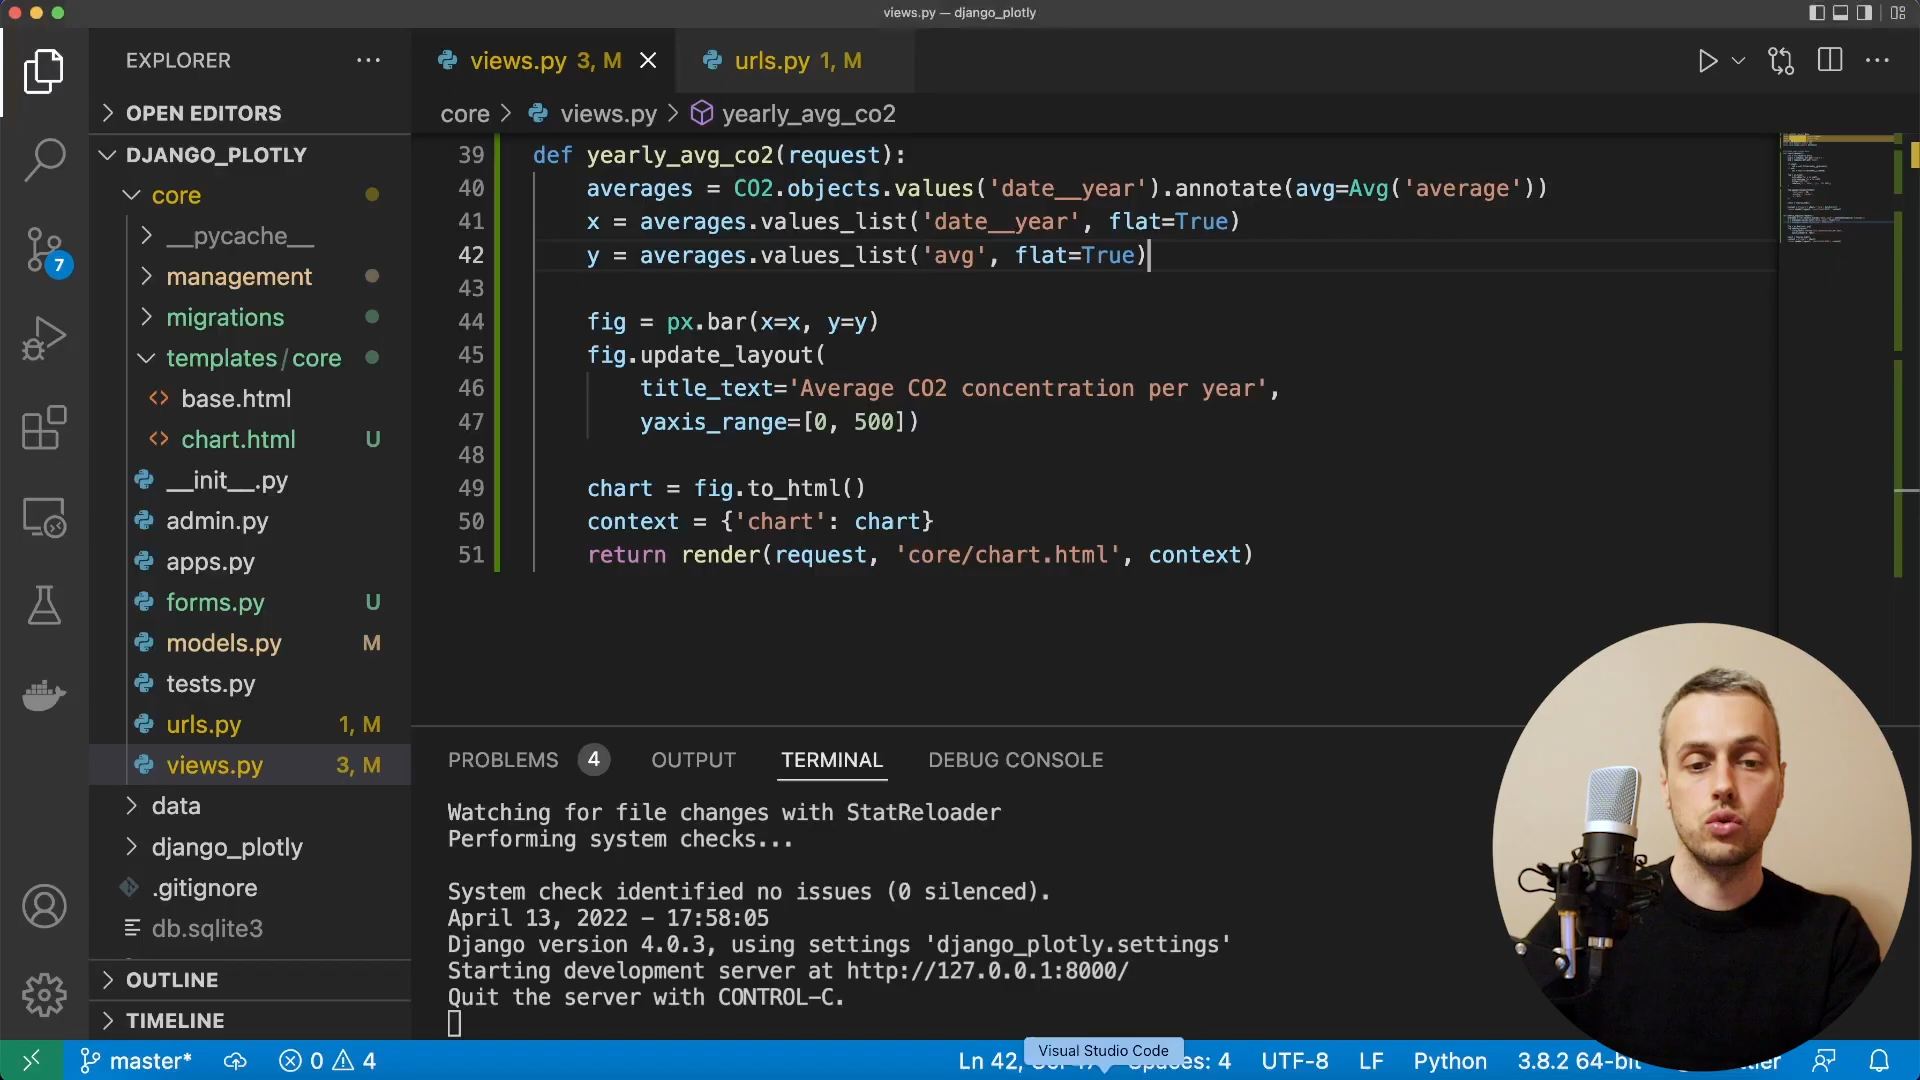 views.py — django_plotly
EXPLORER
OPEN EDITORS
DJANGO_PLOTLY
core
__pycache__
management
migrations
templates/core
base.html
chart.html U
__init__.py
admin.py
apps.py
forms.py U
models.py M
tests.py
urls.py 1, M
views.py 3, M
data
django_plotly
.gitignore
db.sqlite3
OUTLINE
TIMELINE
7
views.py 3, M
urls.py 1, M
core > views.py > yearly_avg_co2
39 def yearly_avg_co2(request):
40 averages = CO2.objects.values('date__year').annotate(avg=Avg('average'))
41 x = averages.values_list('date__year', flat=True)
42 y = averages.values_list('avg', flat=True)
43
44 fig = px.bar(x=x, y=y)
45 fig.update_layout(
46 title_text='Average CO2 concentration per year',
47 yaxis_range=[0, 500])
48
49 chart = fig.to_html()
50 context = {'chart': chart}
51 return render(request, 'core/chart.html', context)
PROBLEMS 4 OUTPUT TERMINAL DEBUG CONSOLE
Watching for file changes with StatReloader
Performing system checks...
System check identified no issues (0 silenced).
April 13, 2022 - 17:58:05
Django version 4.0.3, using settings 'django_plotly.settings'
Starting development server at http://127.0.0.1:8000/
Quit the server with CONTROL-C.
master* 0 4
Ln 42, Visual Studio Code 4 UTF-8 LF Python 3.8.2 64-bit